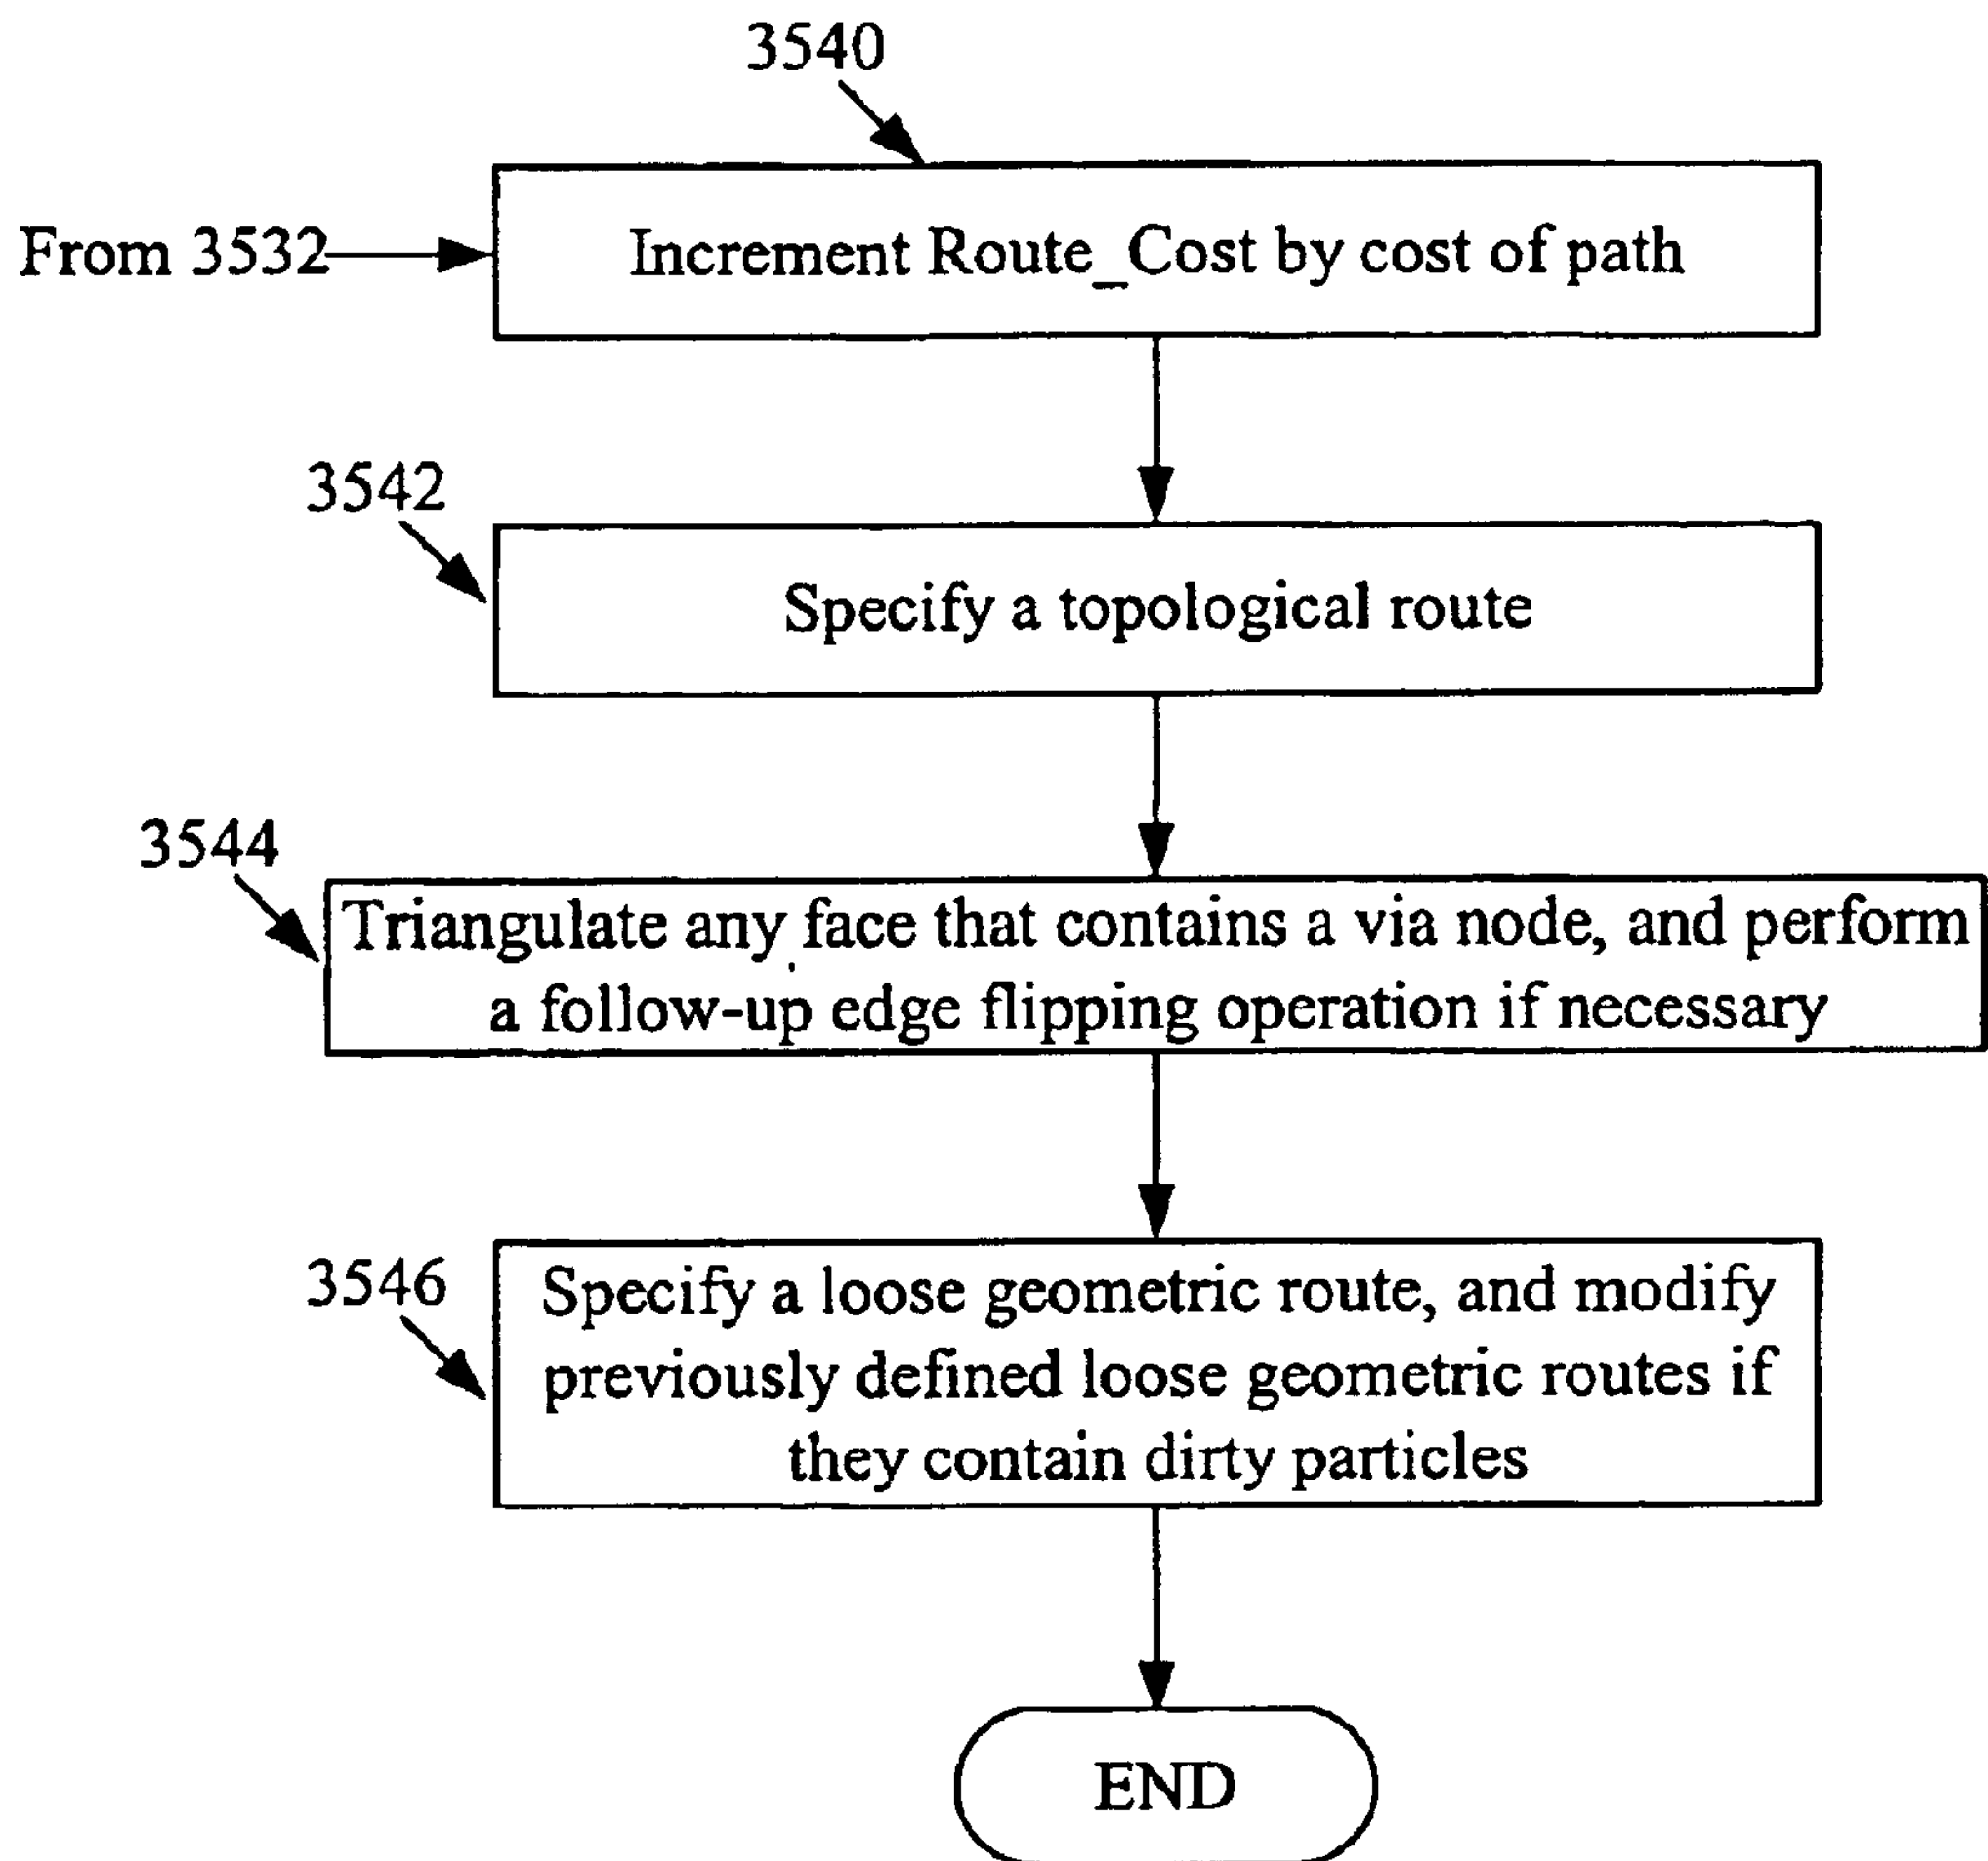 3540
From 3532
Increment Route_Cost by cost of path
3542
Specify a topological route
3544
Triangulate any face that contains a via node, and perform
a follow-up edge flipping operation if necessary
3546
Specify a loose geometric route, and modify
previously defined loose geometric routes if
they contain dirty particles
END